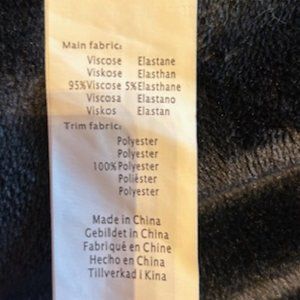 Main fabric:
Viscose Elastane
Viskose Elasthan
95%Viscose 5%Elasthane
Viscosa Elastano
Viskos Elastan
Trim fabric:
Polyester
Polyester
100%Polyester
Poliéster
Polyester
Made in China
Gebildet in China
Fabriqué en Chine
Hecho en China
Tillverkad i Kina